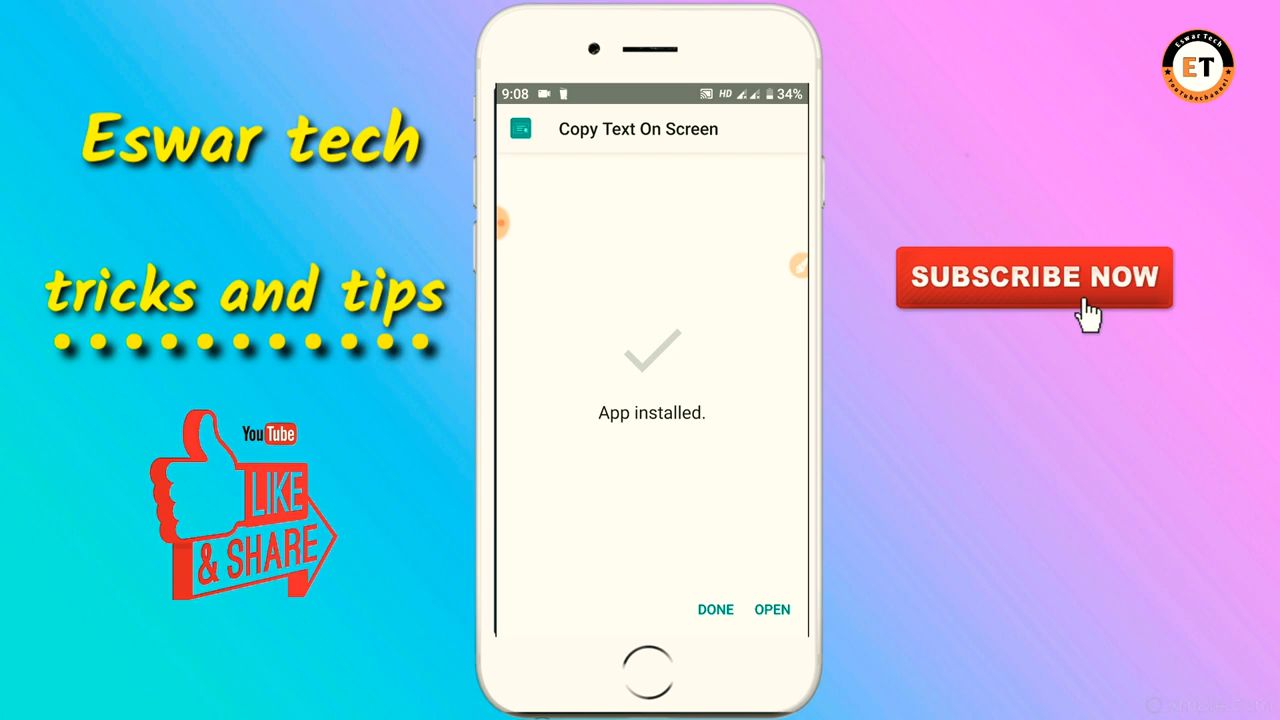 Eswar tech
tricks and tips
YouTube
LIKE
& SHARE
9:08
HD
34%
Copy Text On Screen
App installed.
DONE
OPEN
Eswar Tech
ET
YouTubechannel
SUBSCRIBE NOW